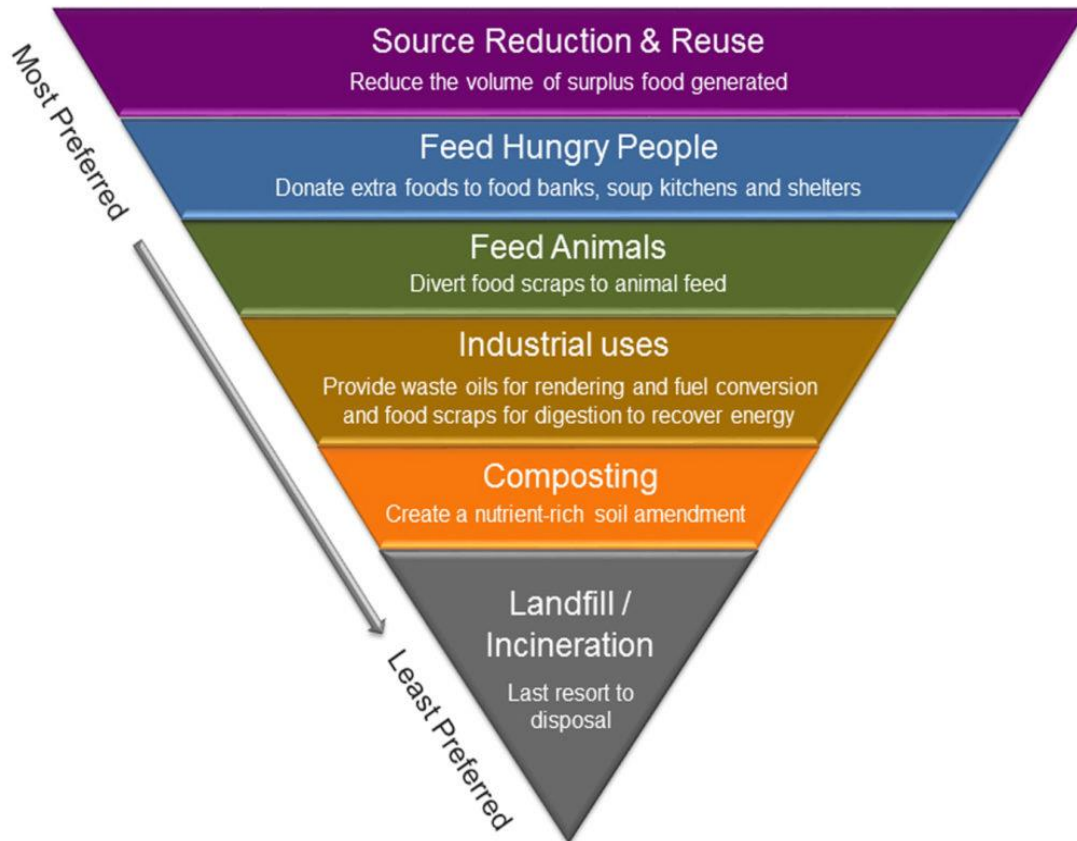 Most Preferred
Source Reduction & Reuse
Reduce the volume of surplus food generated
Feed Hungry People
Donate extra foods to food banks, soup kitchens and shelters
Feed Animals
Divert food scraps to animal feed
Industrial uses
Provide waste oils for rendering and fuel conversion
and food scraps for digestion to recover energy
Composting
Create a nutrient-rich soil amendment
Landfill /
Incineration
Last resort to
disposal
Least Preferred